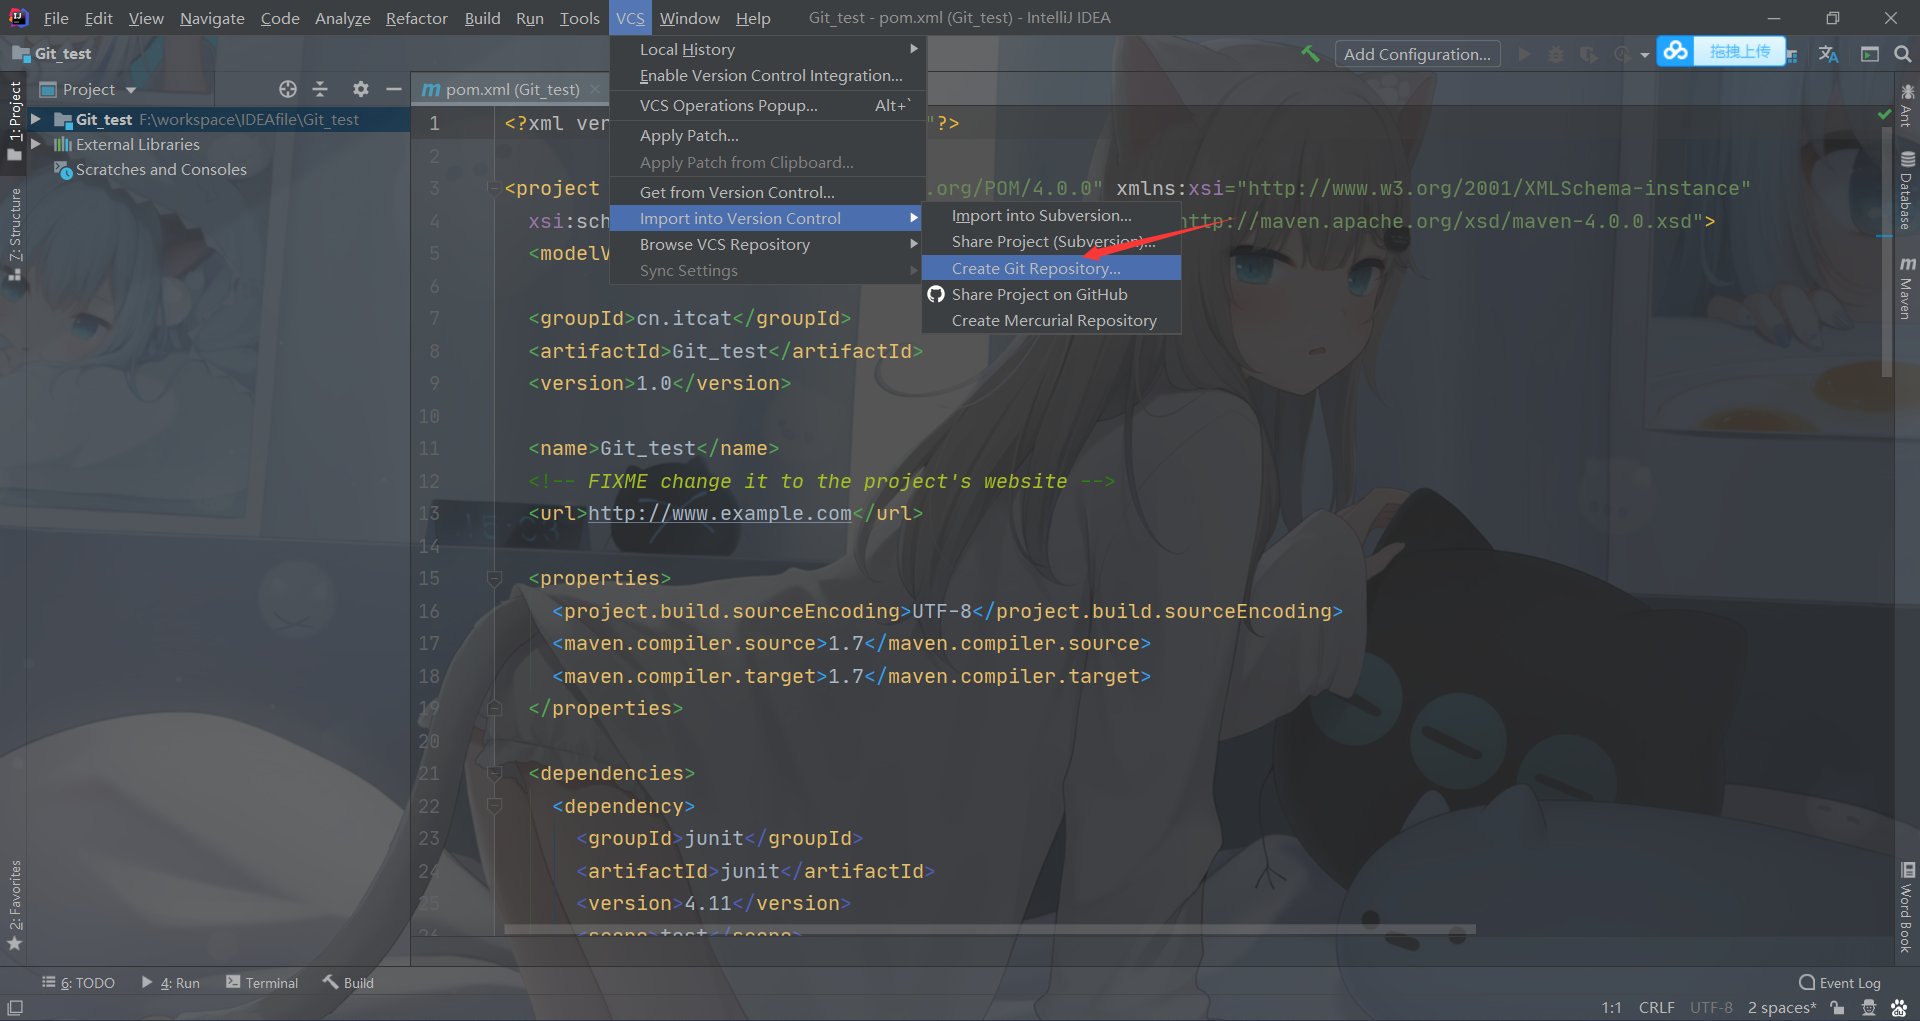 File Edit View Navigate Code Analyze Refactor Build Run Tools VCS Window Help Git_test - pom.xml (Git_test) - IntelliJ IDEA
Git_test
Add Configuration...
拖拽上传
Project
pom.xml (Git_test)
Git_test F:\workspace\IDEAfile\Git_test
External Libraries
Scratches and Consoles
1: Project
7: Structure
2: Favorites
Local History
Enable Version Control Integration...
VCS Operations Popup... Alt+`
Apply Patch...
Apply Patch from Clipboard...
Get from Version Control...
Import into Version Control
Browse VCS Repository
Sync Settings
Import into Subversion...
Share Project (Subversion)...
Create Git Repository...
Share Project on GitHub
Create Mercurial Repository
1 <?xml ver "?>
2
3 <project .org/POM/4.0.0" xmlns:xsi="http://www.w3.org/2001/XMLSchema-instance"
4 xsi:sch http://maven.apache.org/xsd/maven-4.0.0.xsd">
5 <modelV
6
7 <groupId>cn.itcat</groupId>
8 <artifactId>Git_test</artifactId>
9 <version>1.0</version>
10
11 <name>Git_test</name>
12 <!-- FIXME change it to the project's website -->
13 <url>http://www.example.com</url>
14
15 <properties>
16 <project.build.sourceEncoding>UTF-8</project.build.sourceEncoding>
17 <maven.compiler.source>1.7</maven.compiler.source>
18 <maven.compiler.target>1.7</maven.compiler.target>
19 </properties>
20
21 <dependencies>
22 <dependency>
23 <groupId>junit</groupId>
24 <artifactId>junit</artifactId>
25 <version>4.11</version>
26 <scope>test</scope>
Ant
Database
Maven
Word Book
6: TODO 4: Run Terminal Build Event Log
1:1 CRLF UTF-8 2 spaces*